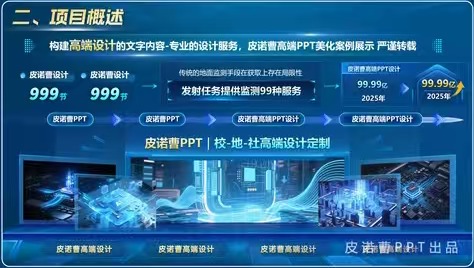 二、项目概述
构建高端设计的文字内容-专业的设计服务，皮诺曹高端PPT美化案例展示 严谨转载
皮诺曹设计
999节
皮诺曹设计
999节
传统的地面监测手段在获取上存在局限性
发射任务提供监测99种服务
皮诺曹高端PPT设计
99.99亿
2025年
99.99亿
2025年
皮诺曹PPT
皮诺曹PPT
皮诺曹高端PPT设计
皮诺曹高端PPT设计
皮诺曹PPT｜校-地-社高端设计定制
皮诺曹高端设计
皮诺曹高端设计
皮诺曹高端设计
皮诺曹高端设计
皮诺曹PPT出品